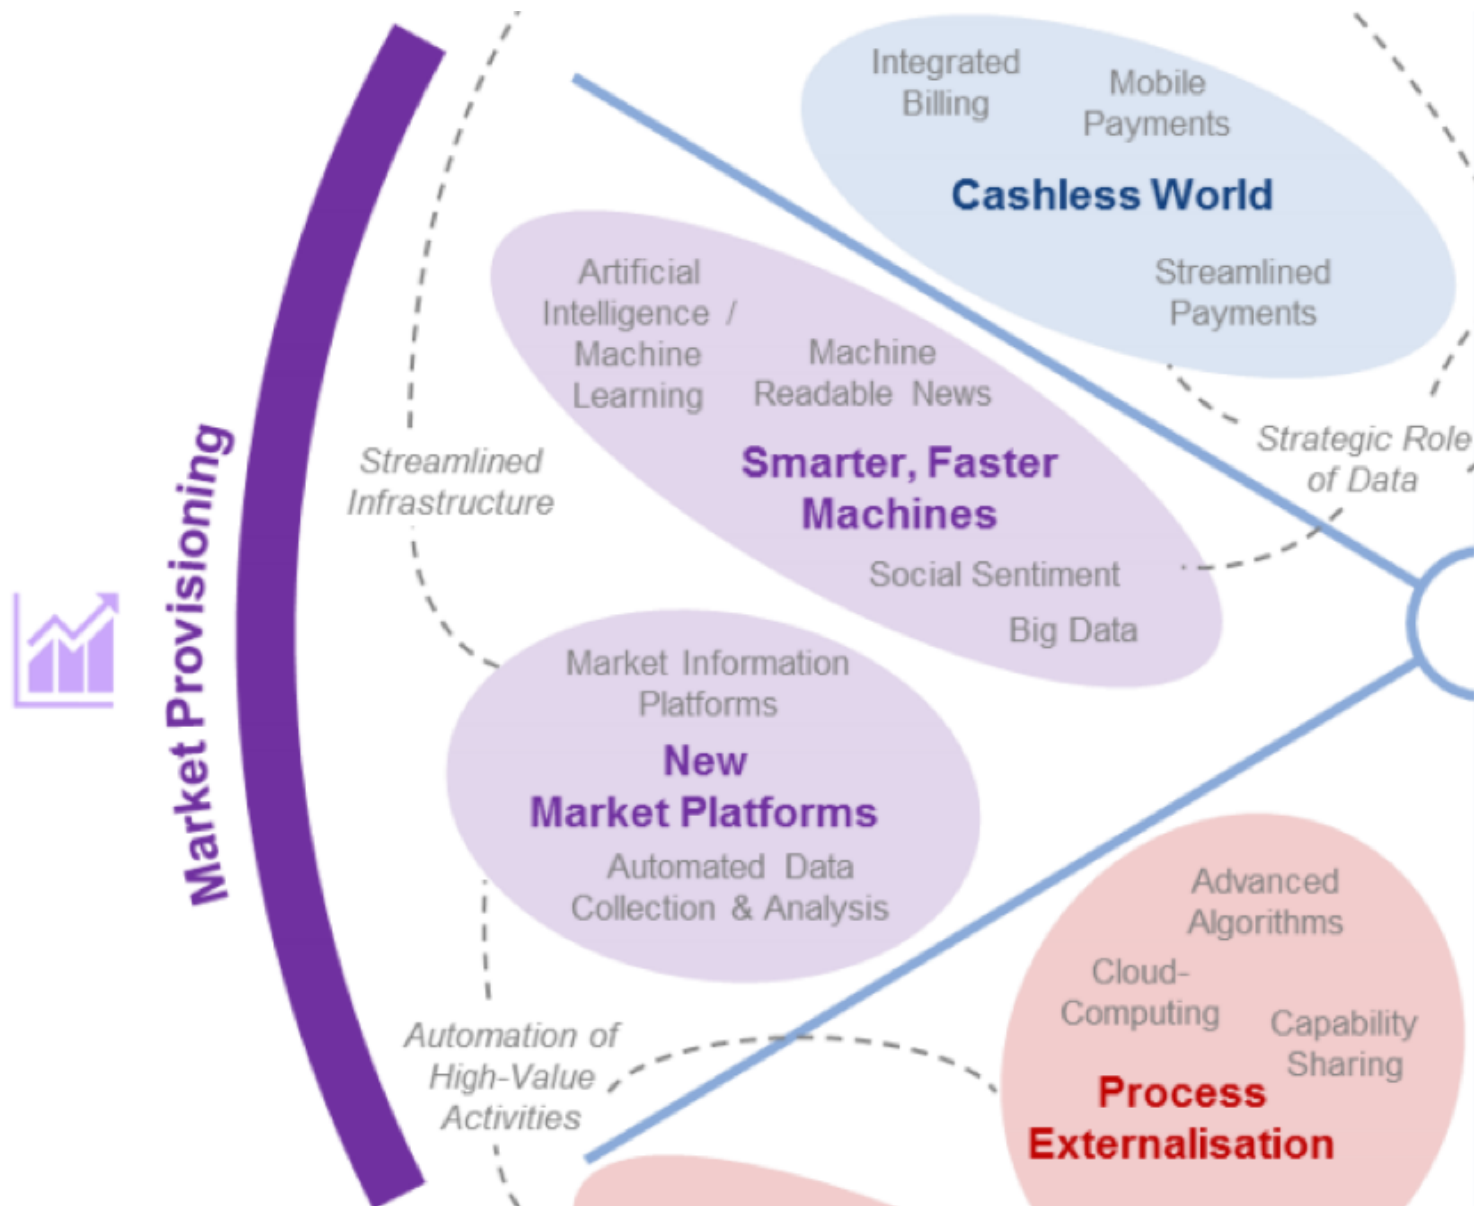 Integrated
Billing
Mobile
Payments
Cashless World
Streamlined
Payments
Artificial
Intelligence /
Machine
Learning
Machine
Readable News
Smarter, Faster
Machines
Social Sentiment
Big Data
Strategic Role
of Data
Streamlined
Infrastructure
Market Provisioning
Market Information
Platforms
New
Market Platforms
Automated Data
Collection & Analysis
Automation of
High-Value
Activities
Advanced
Algorithms
Cloud-
Computing
Capability
Sharing
Process
Externalisation